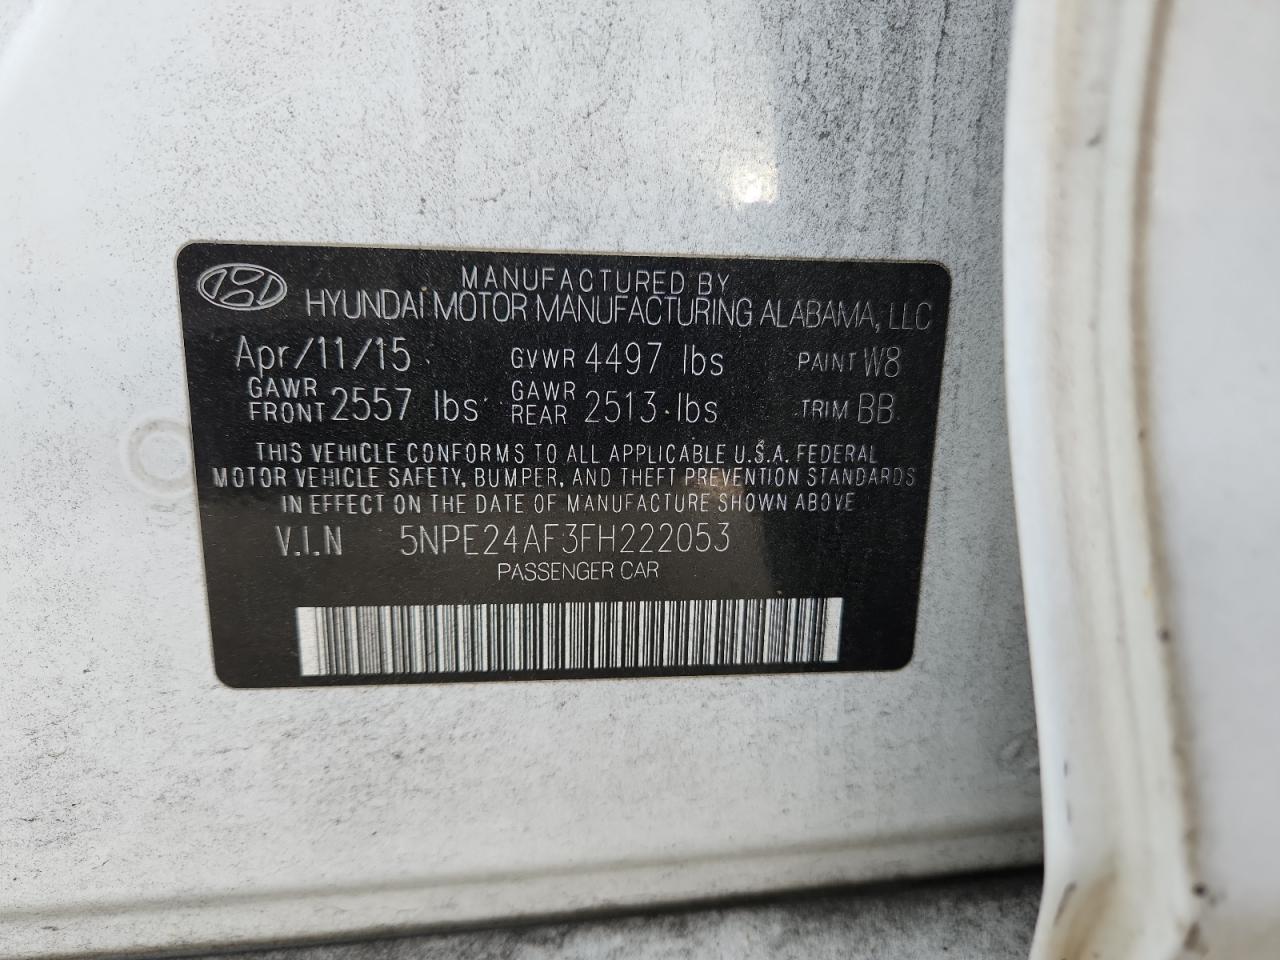 MANUFACTURED BY
HYUNDAI MOTOR MANUFACTURING ALABAMA, LLC
Apr/11/15 GVWR 4497 lbs PAINT W8
GAWR FRONT 2557 lbs GAWR REAR 2513 lbs TRIM BB
THIS VEHICLE CONFORMS TO ALL APPLICABLE U.S.A. FEDERAL
MOTOR VEHICLE SAFETY, BUMPER, AND THEFT PREVENTION STANDARDS
IN EFFECT ON THE DATE OF MANUFACTURE SHOWN ABOVE
V.I.N 5NPE24AF3FH222053
PASSENGER CAR